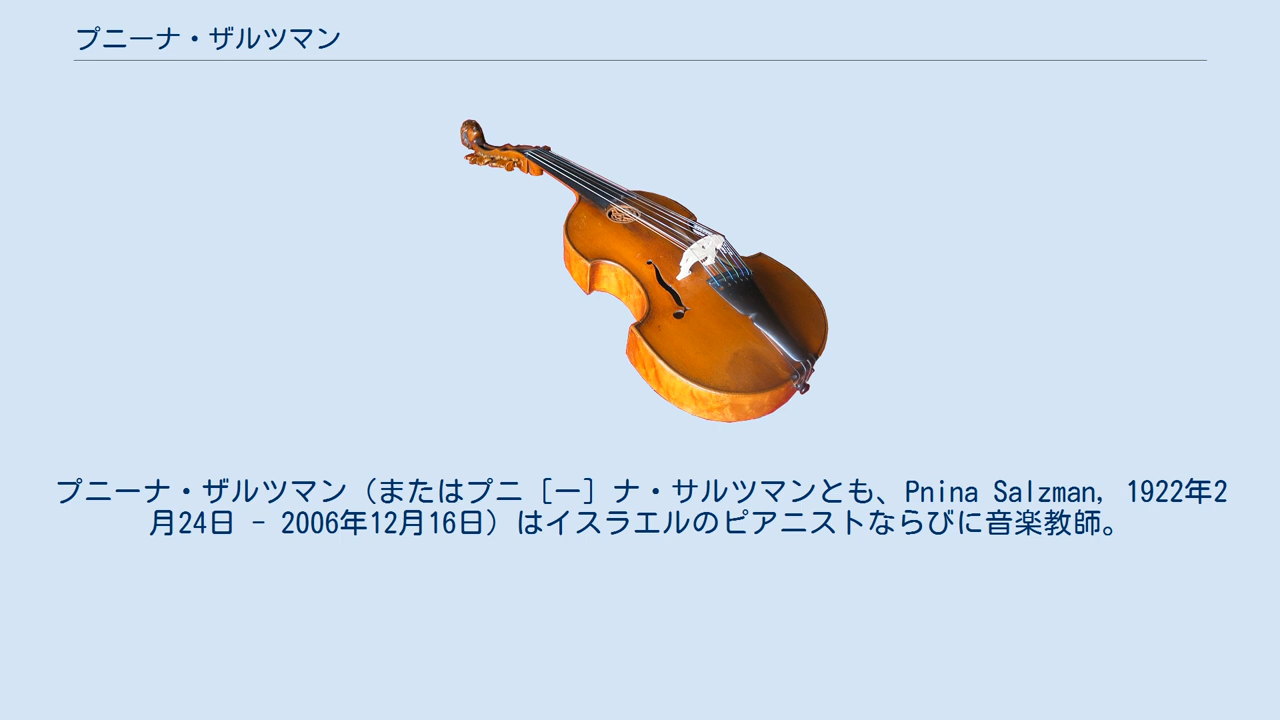 プニーナ・ザルツマン
プニーナ・ザルツマン（またはプニ［ー］ナ・サルツマンとも、Pnina Salzman, 1922年2
月24日 - 2006年12月16日）はイスラエルのピアニストならびに音楽教師。